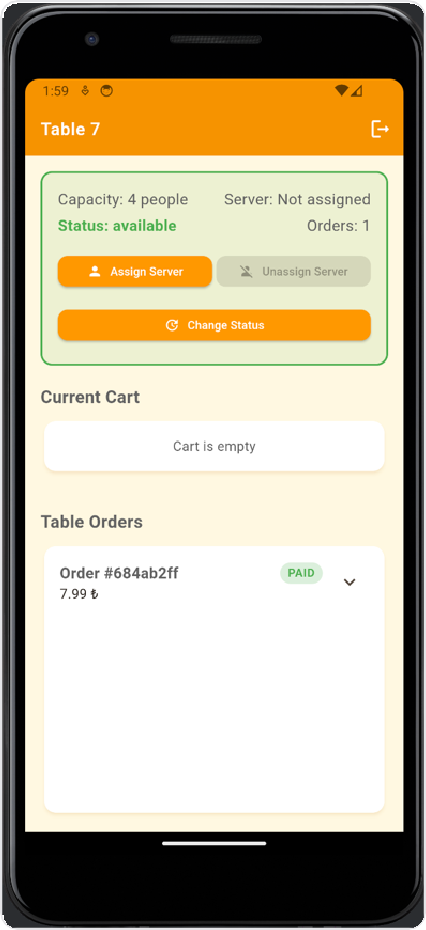 1:59
Table 7
Capacity: 4 people Server: Not assigned
Status: available Orders: 1
Assign Server Unassign Server
Change Status
Current Cart
Cart is empty
Table Orders
Order #684ab2ff PAID
7.99 ₺